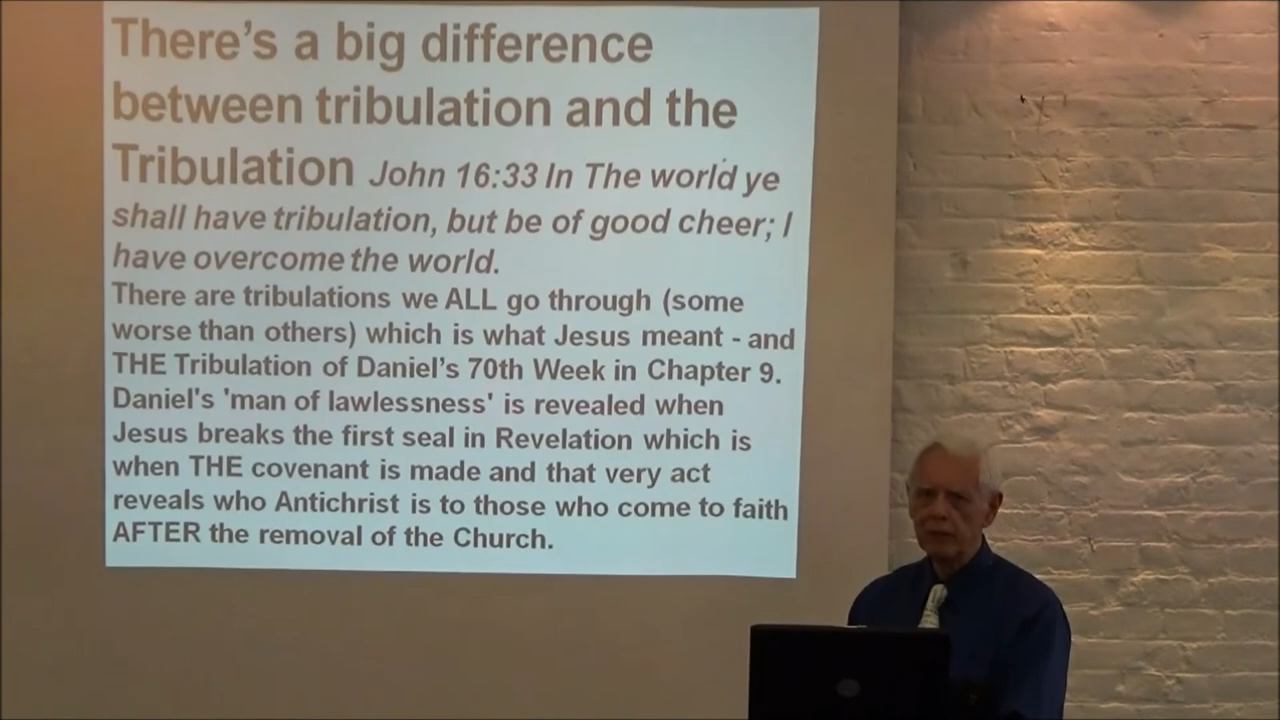 There's a big difference
between tribulation and the
Tribulation John 16:33 In The world ye
shall have tribulation, but be of good cheer; I
have overcome the world.
There are tribulations we ALL go through (some
worse than others) which is what Jesus meant - and
THE Tribulation of Daniel's 70th Week in Chapter 9.
Daniel's 'man of lawlessness' is revealed when
Jesus breaks the first seal in Revelation which is
when THE covenant is made and that very act
reveals who Antichrist is to those who come to faith
AFTER the removal of the Church.